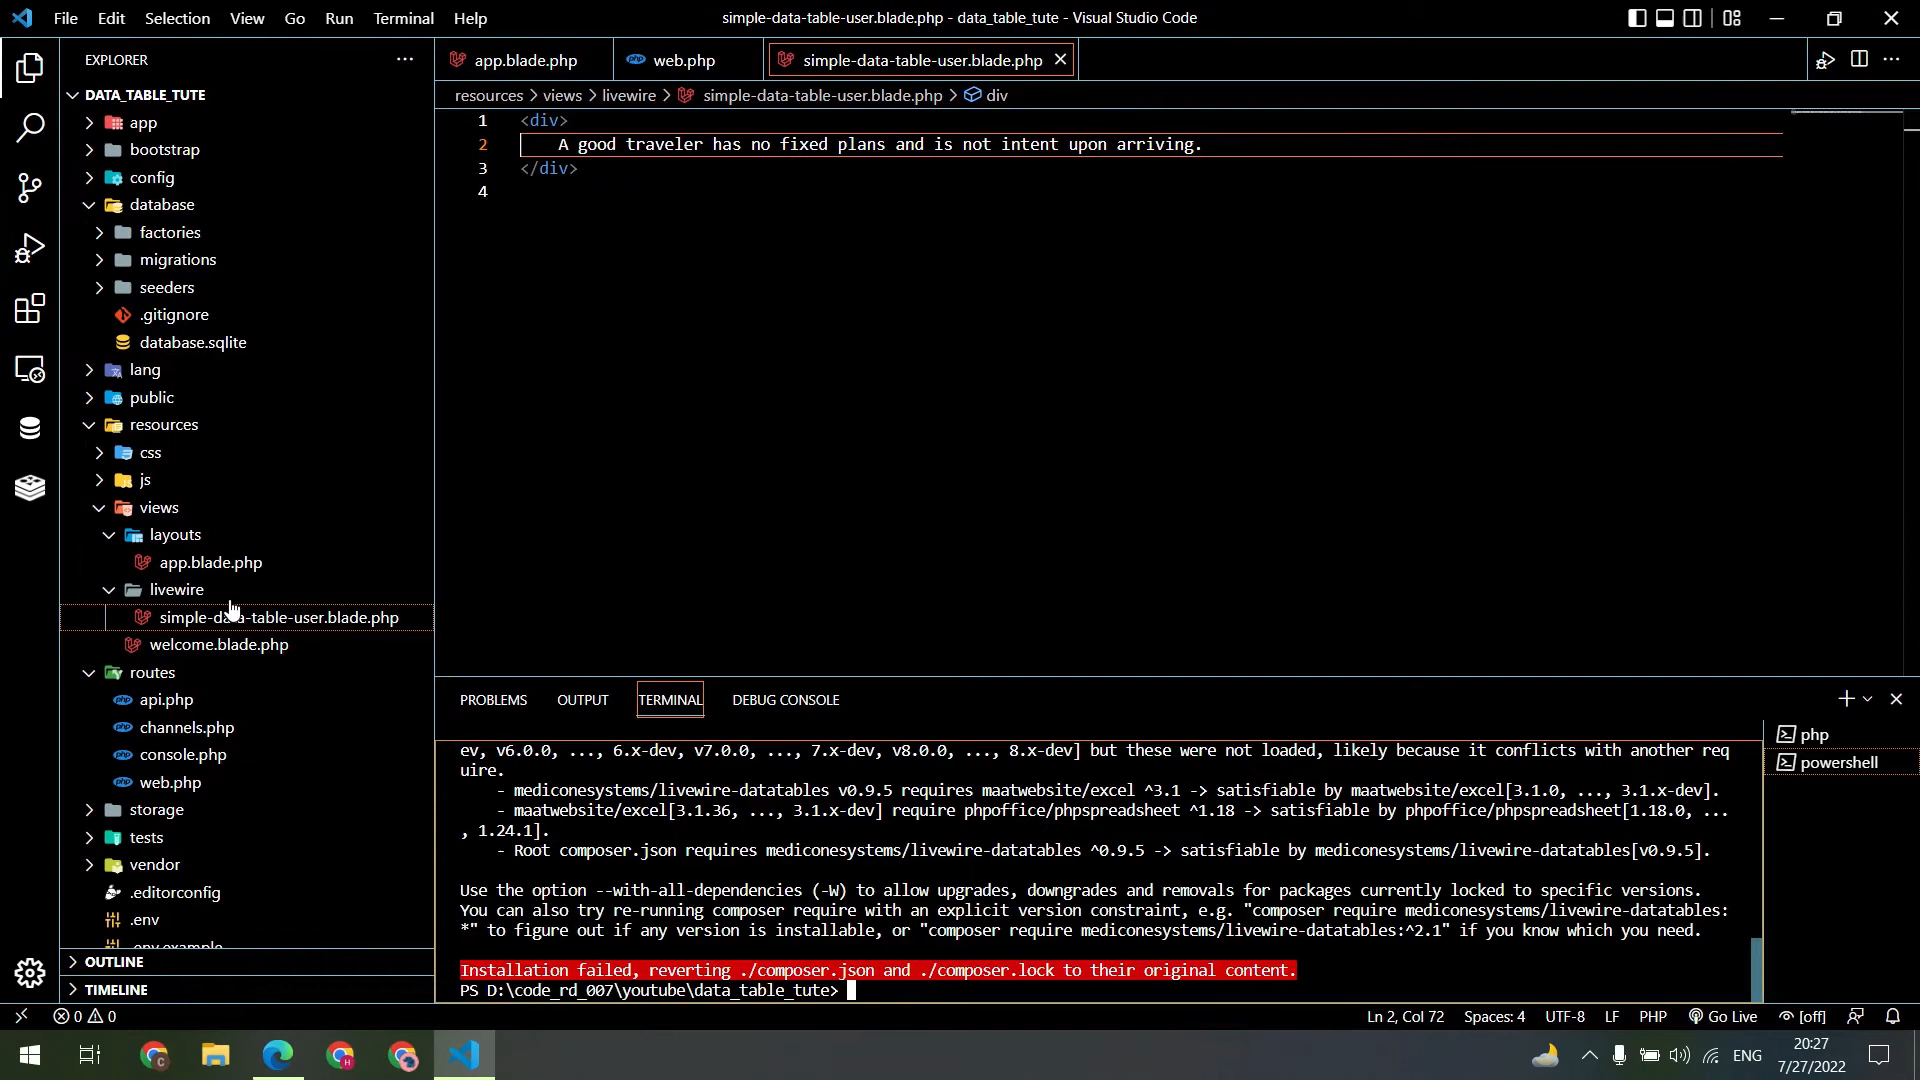 File Edit Selection View Go Run Terminal Help
simple-data-table-user.blade.php - data_table_tute - Visual Studio Code
EXPLORER
DATA_TABLE_TUTE
app
bootstrap
config
database
factories
migrations
seeders
.gitignore
database.sqlite
lang
public
resources
css
js
views
layouts
app.blade.php
livewire
simple-data-table-user.blade.php
welcome.blade.php
routes
api.php
channels.php
console.php
web.php
storage
tests
vendor
.editorconfig
.env
.env.example
OUTLINE
TIMELINE
app.blade.php
web.php
simple-data-table-user.blade.php
resources > views > livewire > simple-data-table-user.blade.php > div
1 <div>
2 A good traveler has no fixed plans and is not intent upon arriving.
3 </div>
4
PROBLEMS OUTPUT TERMINAL DEBUG CONSOLE
ev, v6.0.0, ..., 6.x-dev, v7.0.0, ..., 7.x-dev, v8.0.0, ..., 8.x-dev] but these were not loaded, likely because it conflicts with another req
uire.
- mediconesystems/livewire-datatables v0.9.5 requires maatwebsite/excel ^3.1 -> satisfiable by maatwebsite/excel[3.1.0, ..., 3.1.x-dev].
- maatwebsite/excel[3.1.36, ..., 3.1.x-dev] require phpoffice/phpspreadsheet ^1.18 -> satisfiable by phpoffice/phpspreadsheet[1.18.0, ...
, 1.24.1].
- Root composer.json requires mediconesystems/livewire-datatables ^0.9.5 -> satisfiable by mediconesystems/livewire-datatables[v0.9.5].
Use the option --with-all-dependencies (-W) to allow upgrades, downgrades and removals for packages currently locked to specific versions.
You can also try re-running composer require with an explicit version constraint, e.g. "composer require mediconesystems/livewire-datatables:
*" to figure out if any version is installable, or "composer require mediconesystems/livewire-datatables:^2.1" if you know which you need.
Installation failed, reverting ./composer.json and ./composer.lock to their original content.
PS D:\code_rd_007\youtube\data_table_tute>
php
powershell
0 0
Ln 2, Col 72 Spaces: 4 UTF-8 LF PHP Go Live [off]
ENG
20:27
7/27/2022